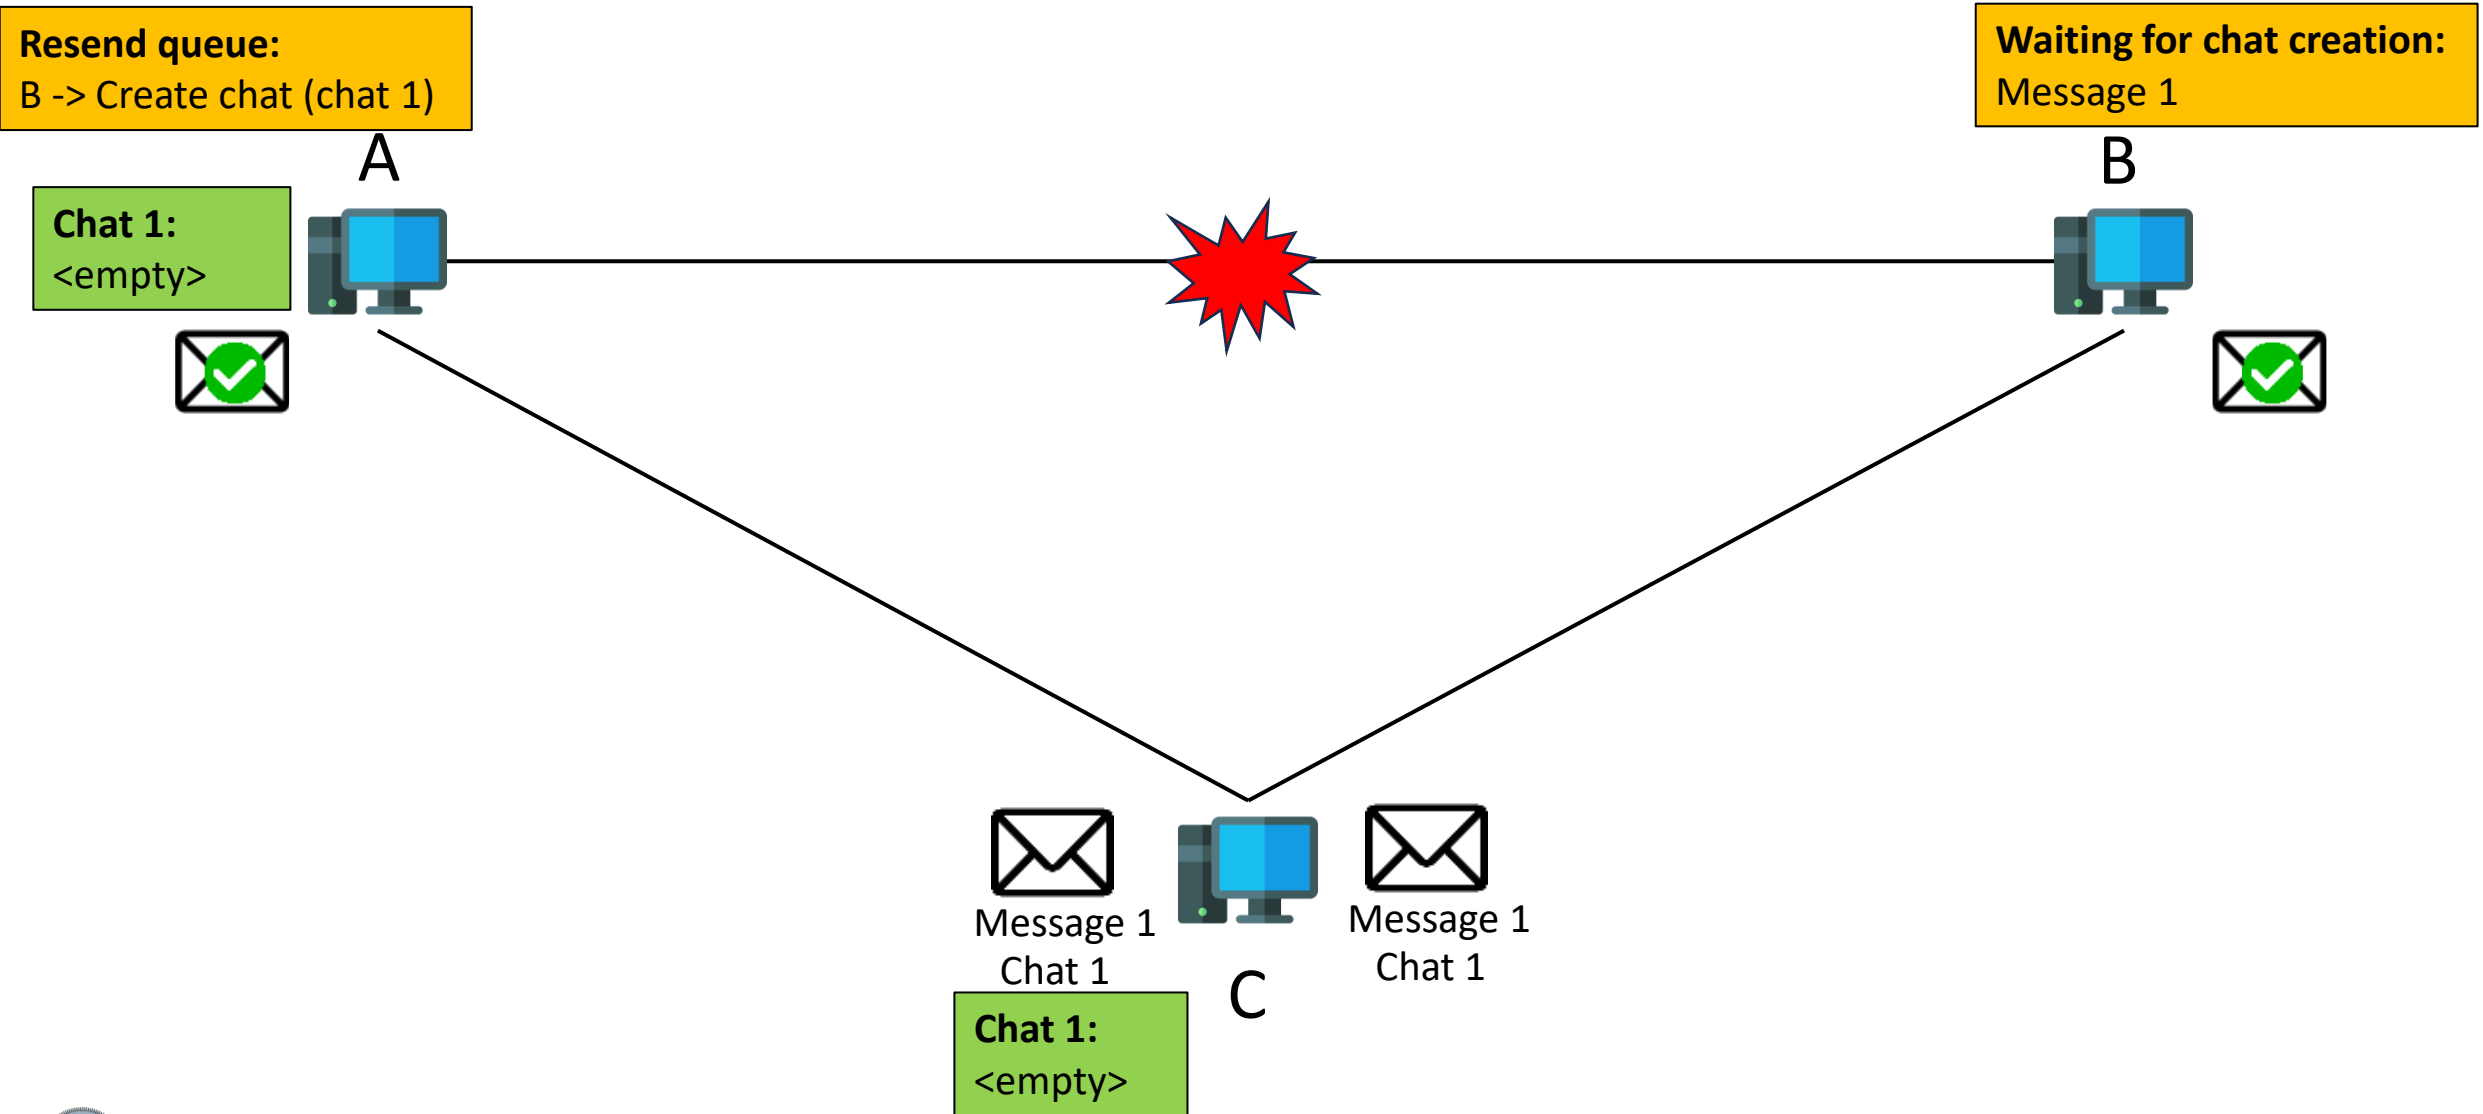 Resend queue:
B -> Create chat (chat 1)
Waiting for chat creation:
Message 1
A
B
Chat 1:
<empty>
Message 1
Chat 1
Message 1
Chat 1
C
Chat 1:
<empty>